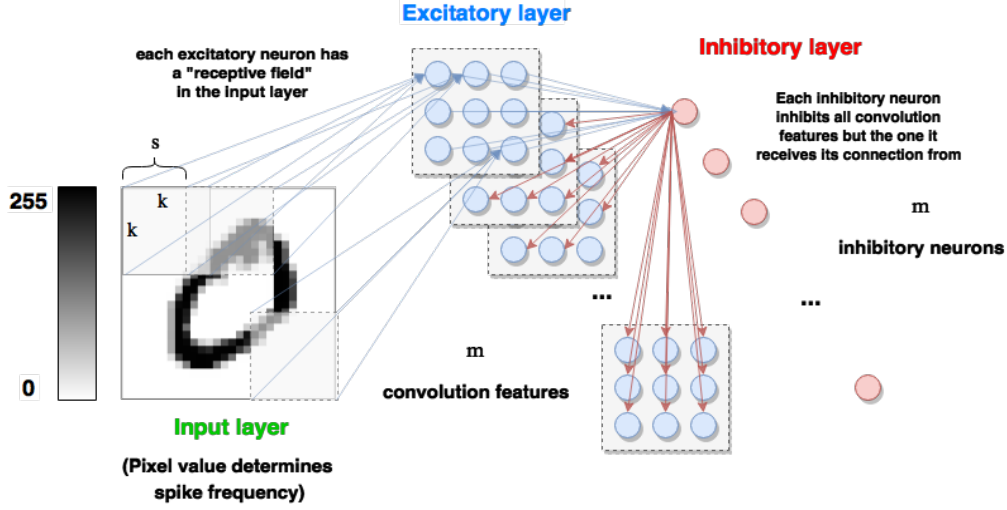 Excitatory layer
each excitatory neuron has
a "receptive field"
in the input layer
Inhibitory layer
Each inhibitory neuron
inhibits all convolution
features but the one it
receives its connection from
s
k
k
255
0
m
inhibitory neurons
...
...
m
convolution features
Input layer
(Pixel value determines
spike frequency)